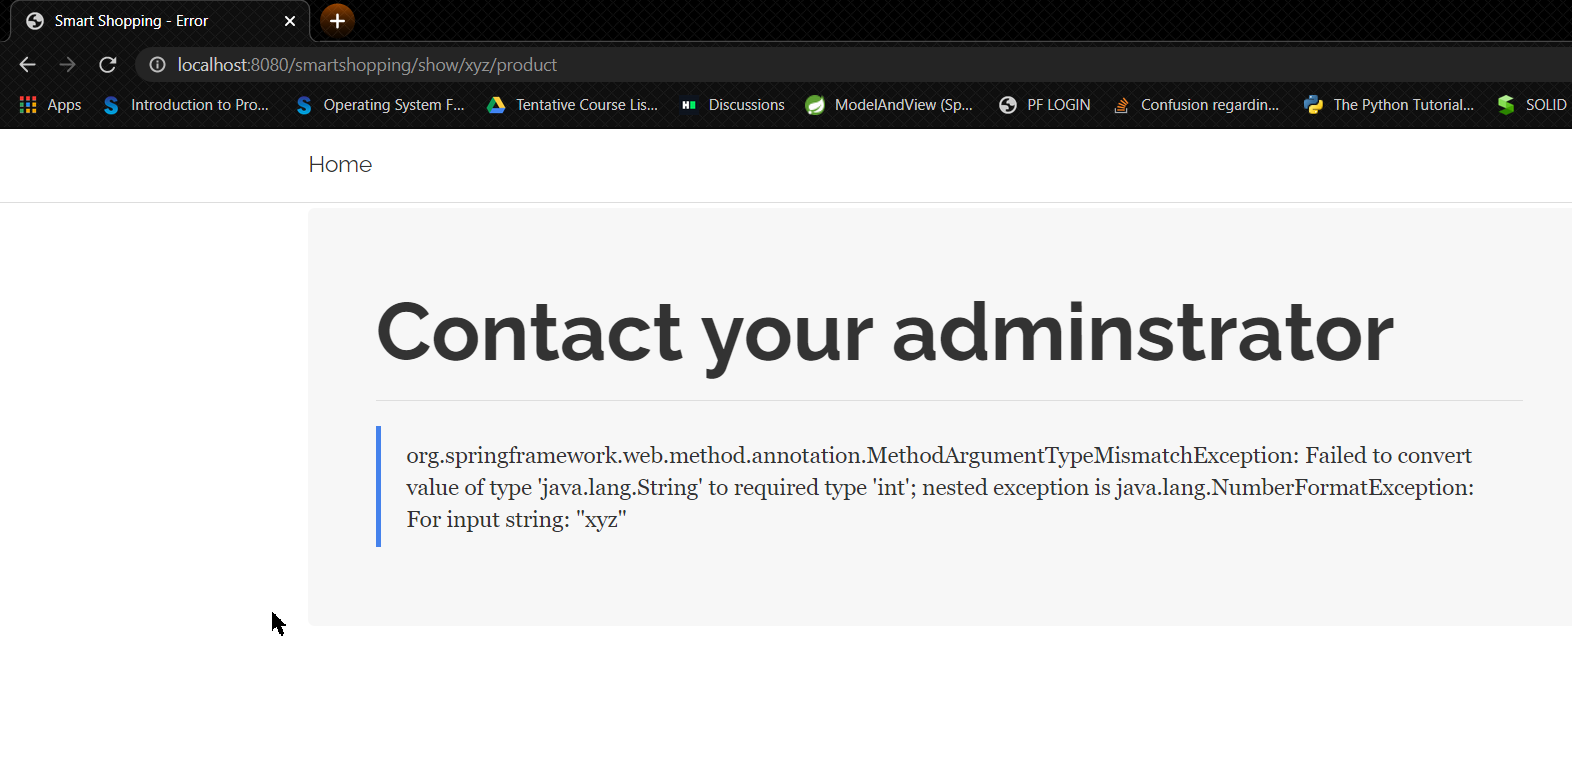 Smart Shopping - Error
localhost:8080/smartshopping/show/xyz/product
Apps Introduction to Pro... Operating System F... Tentative Course Lis... Discussions ModelAndView (Sp... PF LOGIN Confusion regardin... The Python Tutorial... SOLID
Home
Contact your adminstrator
org.springframework.web.method.annotation.MethodArgumentTypeMismatchException: Failed to convert
value of type 'java.lang.String' to required type 'int'; nested exception is java.lang.NumberFormatException:
For input string: "xyz"